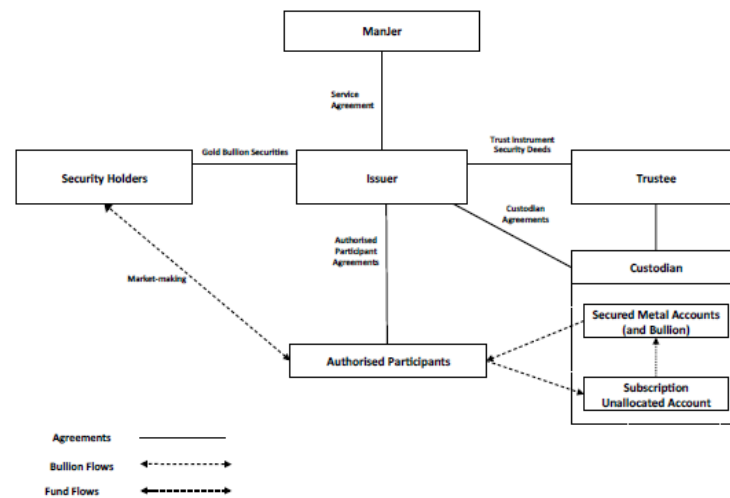 ManJer
Service
Agreement
Gold Bullion Securities
Trust Instrument
Security Deeds
Security Holders
Issuer
Trustee
Custodian
Agreements
Authorised
Participant
Agreements
Custodian
Market-making
Secured Metal Accounts
(and Bullion)
Authorised Participants
Subscription
Unallocated Account
Agreements
Bullion Flows
Fund Flows